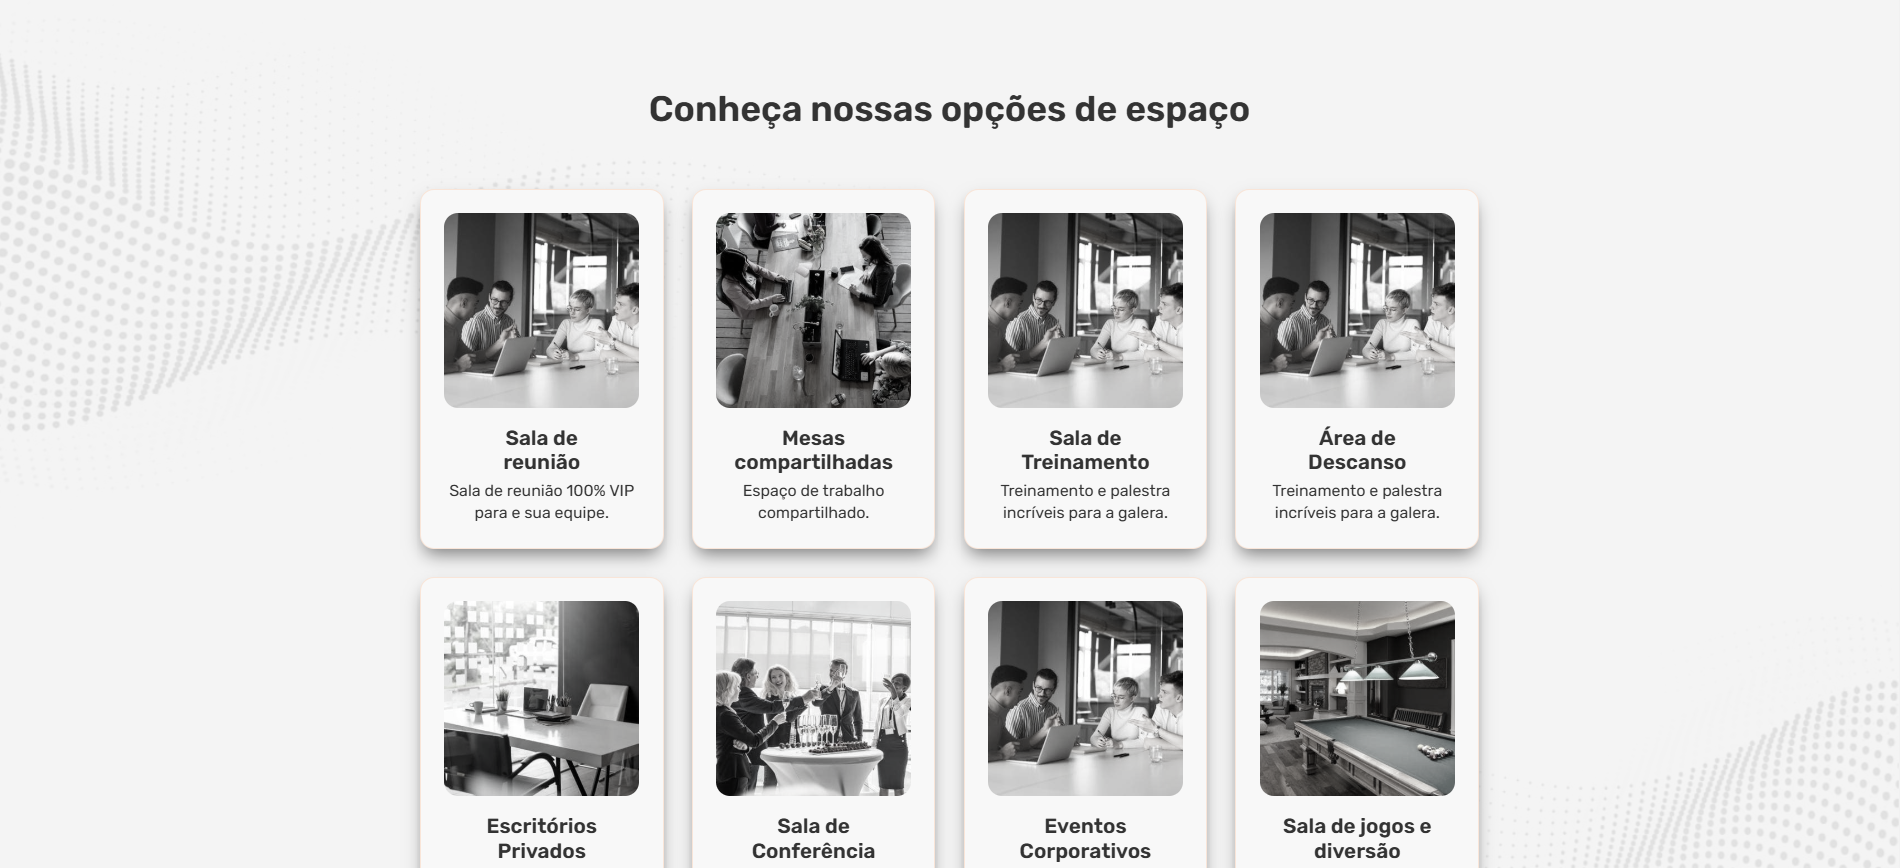 Conheça nossas opções de espaço
Sala de
reunião
Sala de reunião 100% VIP
para e sua equipe.
Mesas
compartilhadas
Espaço de trabalho
compartilhado.
Sala de
Treinamento
Treinamento e palestra
incríveis para a galera.
Área de
Descanso
Treinamento e palestra
incríveis para a galera.
Escritórios
Privados
Sala de
Conferência
Eventos
Corporativos
Sala de jogos e
diversão